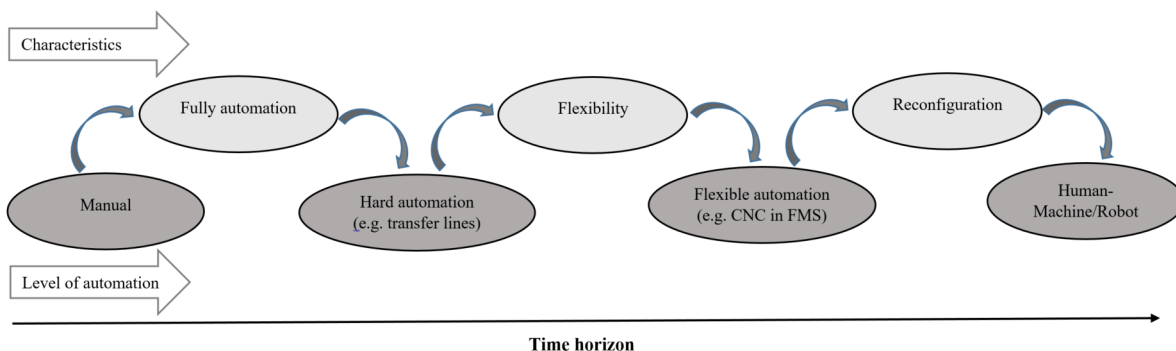 Characteristics
Fully automation
Flexibility
Reconfiguration
Manual
Hard automation
(e.g. transfer lines)
Flexible automation
(e.g. CNC in FMS)
Human-
Machine/Robot
Level of automation
Time horizon